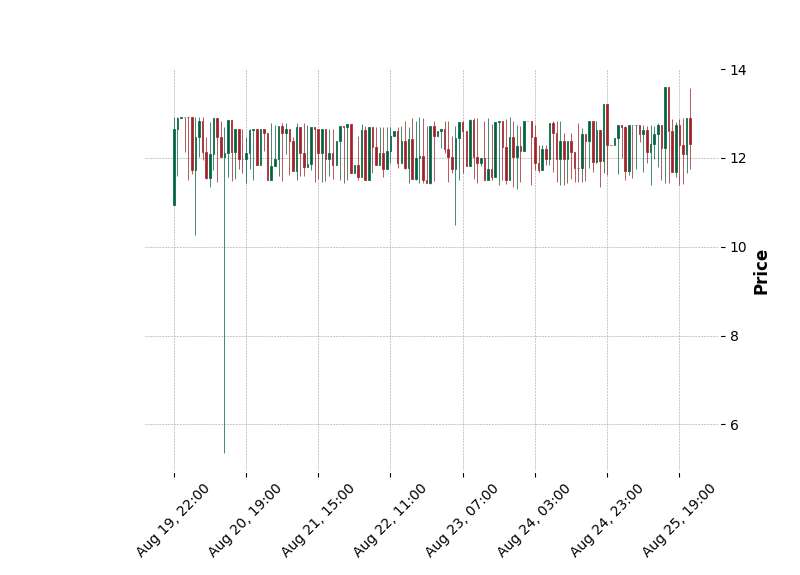 14
12
10
8
6
Price
Aug 19, 22:00
Aug 20, 19:00
Aug 21, 15:00
Aug 22, 11:00
Aug 23, 07:00
Aug 24, 03:00
Aug 24, 23:00
Aug 25, 19:00